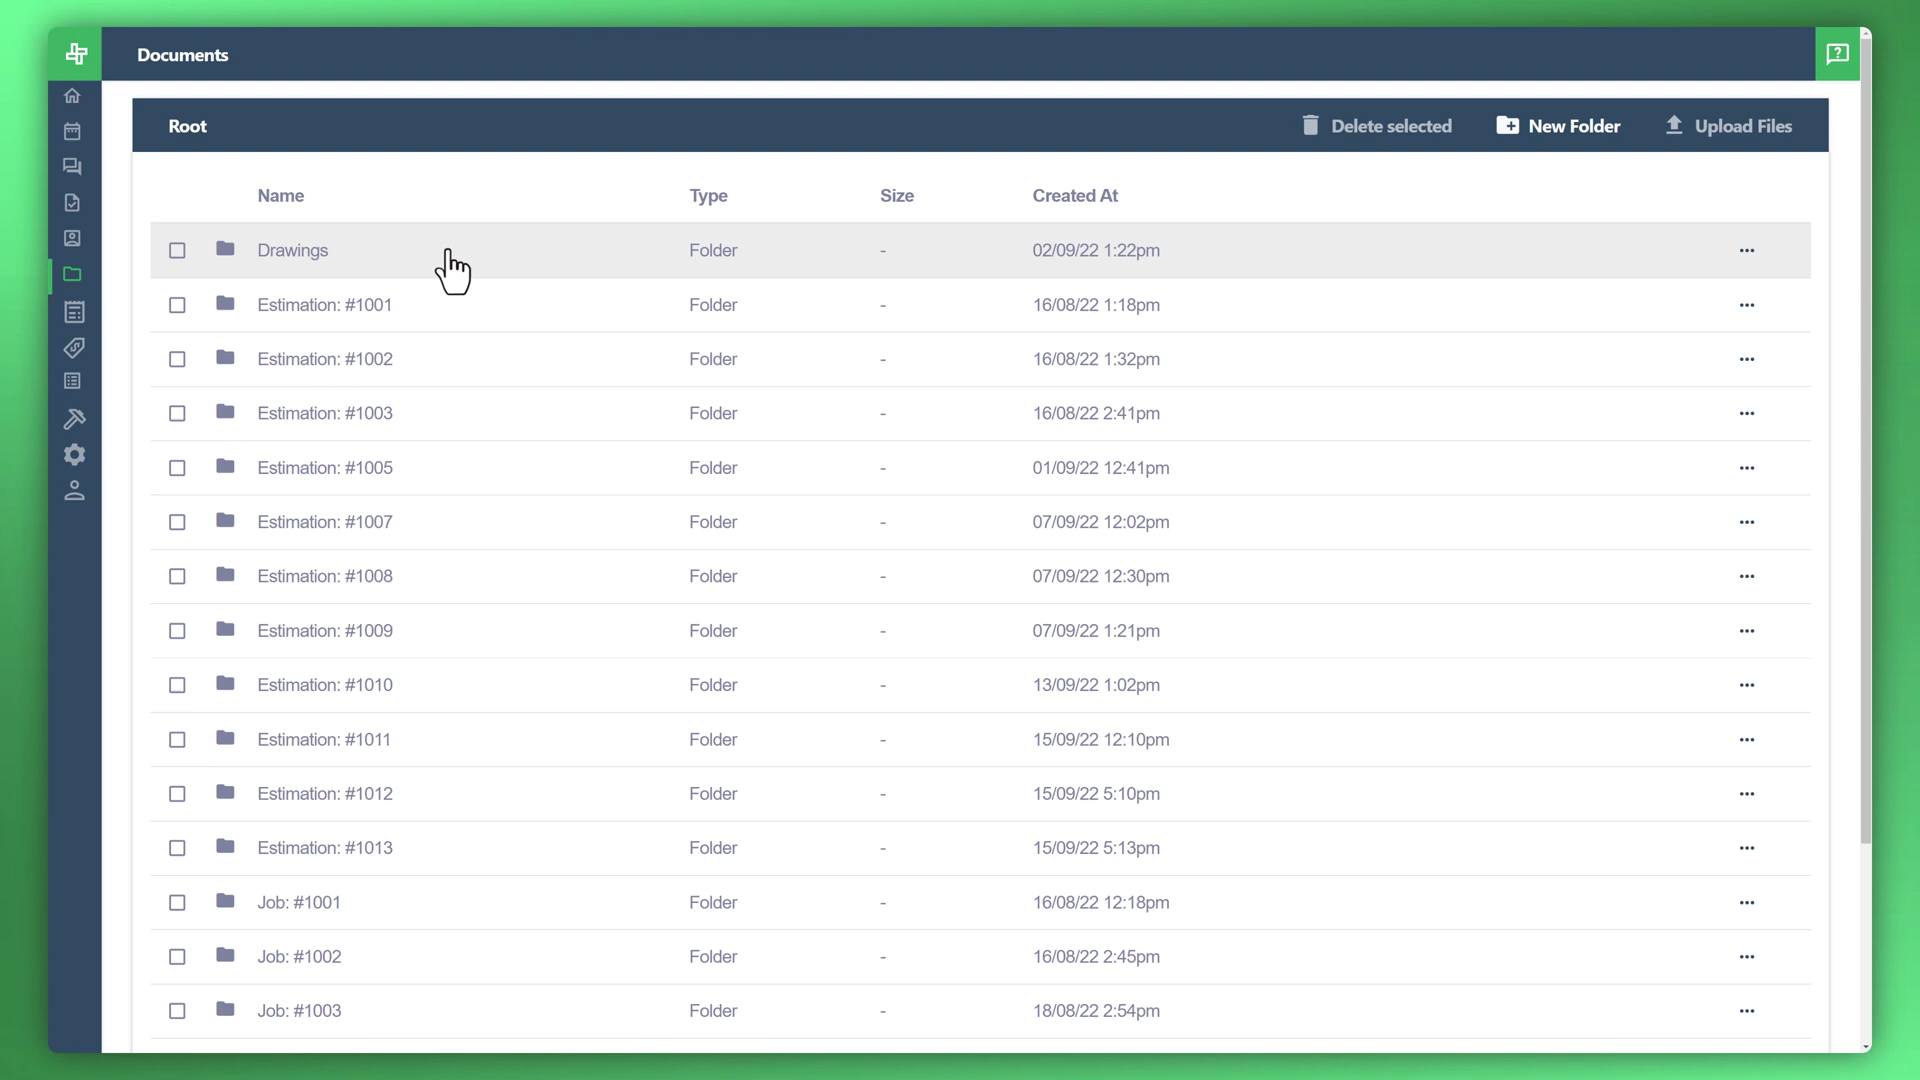 Documents
Root
Delete selected
New Folder
Upload Files
Name Type Size Created At
Drawings Folder - 02/09/22 1:22pm ...
Estimation: #1001 Folder - 16/08/22 1:18pm ...
Estimation: #1002 Folder - 16/08/22 1:32pm ...
Estimation: #1003 Folder - 16/08/22 2:41pm ...
Estimation: #1005 Folder - 01/09/22 12:41pm ...
Estimation: #1007 Folder - 07/09/22 12:02pm ...
Estimation: #1008 Folder - 07/09/22 12:30pm ...
Estimation: #1009 Folder - 07/09/22 1:21pm ...
Estimation: #1010 Folder - 13/09/22 1:02pm ...
Estimation: #1011 Folder - 15/09/22 12:10pm ...
Estimation: #1012 Folder - 15/09/22 5:10pm ...
Estimation: #1013 Folder - 15/09/22 5:13pm ...
Job: #1001 Folder - 16/08/22 12:18pm ...
Job: #1002 Folder - 16/08/22 2:45pm ...
Job: #1003 Folder - 18/08/22 2:54pm ...